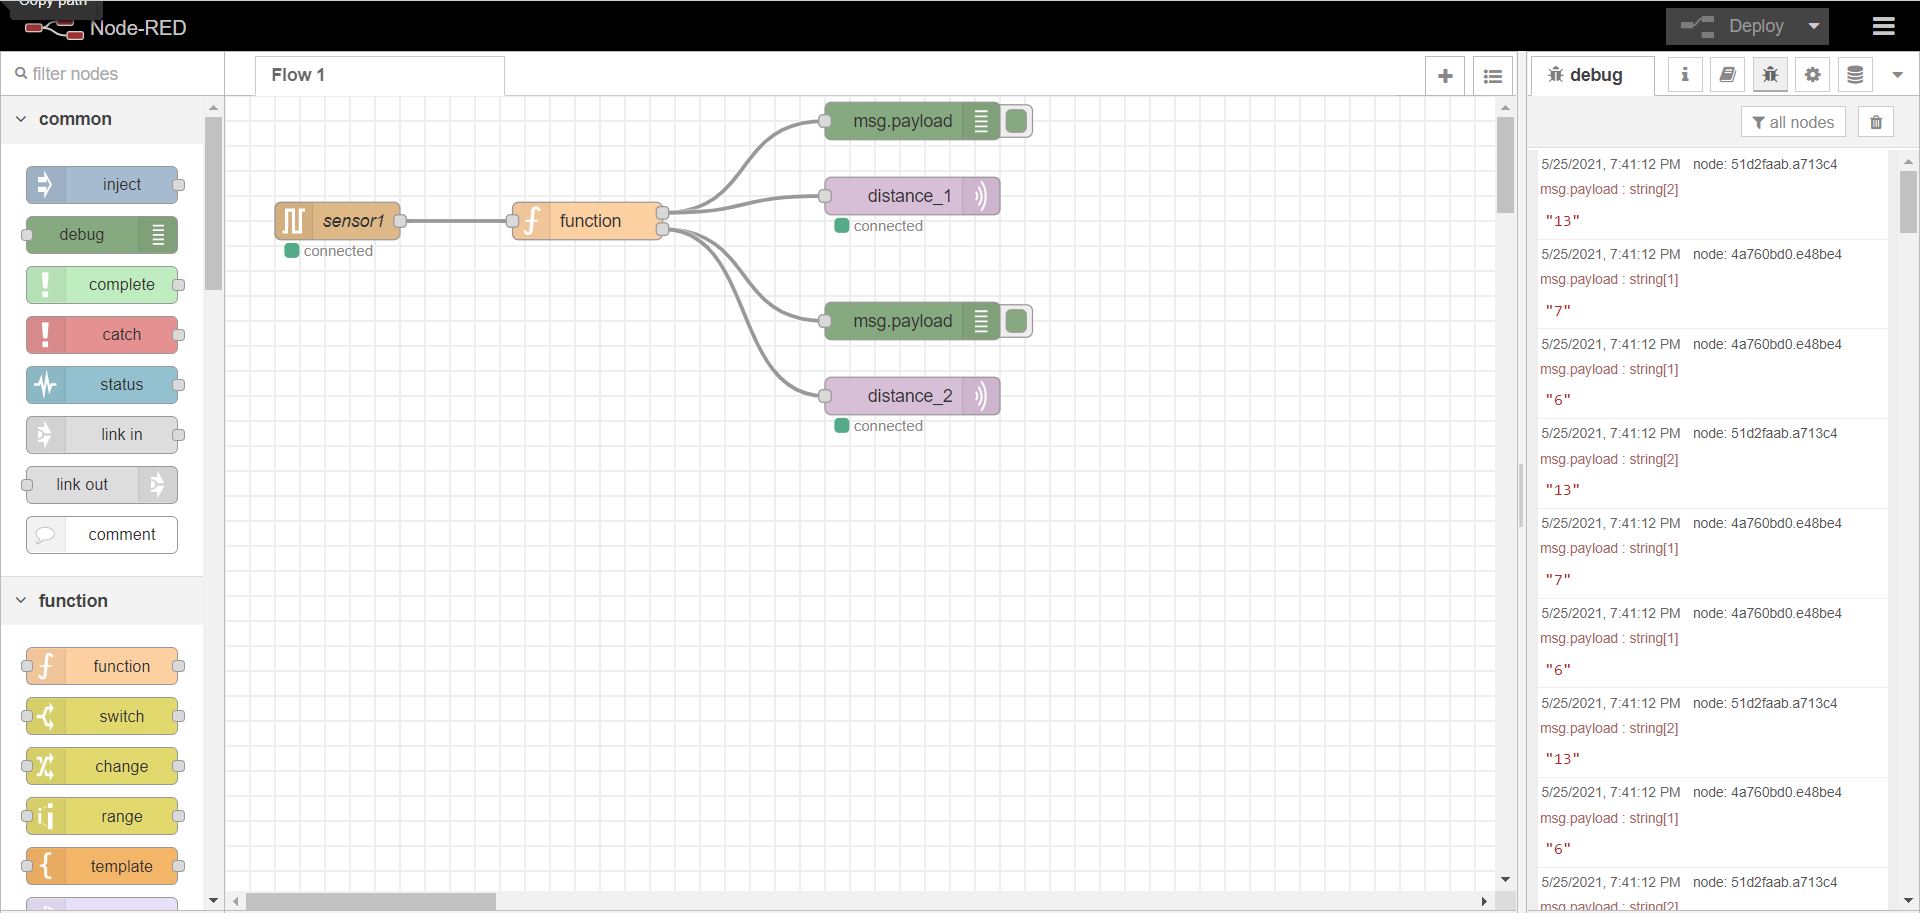 Copy path
Node-RED
Deploy
filter nodes
common
inject
debug
complete
catch
status
link in
link out
comment
function
function
switch
change
range
template
Flow 1
sensor1
connected
function
msg.payload
distance_1
connected
msg.payload
distance_2
connected
debug
i
all nodes
5/25/2021, 7:41:12 PM node: 51d2faab.a713c4
msg.payload : string[2]
"13"
5/25/2021, 7:41:12 PM node: 4a760bd0.e48be4
msg.payload : string[1]
"7"
5/25/2021, 7:41:12 PM node: 4a760bd0.e48be4
msg.payload : string[1]
"6"
5/25/2021, 7:41:12 PM node: 51d2faab.a713c4
msg.payload : string[2]
"13"
5/25/2021, 7:41:12 PM node: 4a760bd0.e48be4
msg.payload : string[1]
"7"
5/25/2021, 7:41:12 PM node: 4a760bd0.e48be4
msg.payload : string[1]
"6"
5/25/2021, 7:41:12 PM node: 51d2faab.a713c4
msg.payload : string[2]
"13"
5/25/2021, 7:41:12 PM node: 4a760bd0.e48be4
msg.payload : string[1]
"6"
5/25/2021, 7:41:12 PM node: 51d2faab.a713c4
msg.payload : string[2]